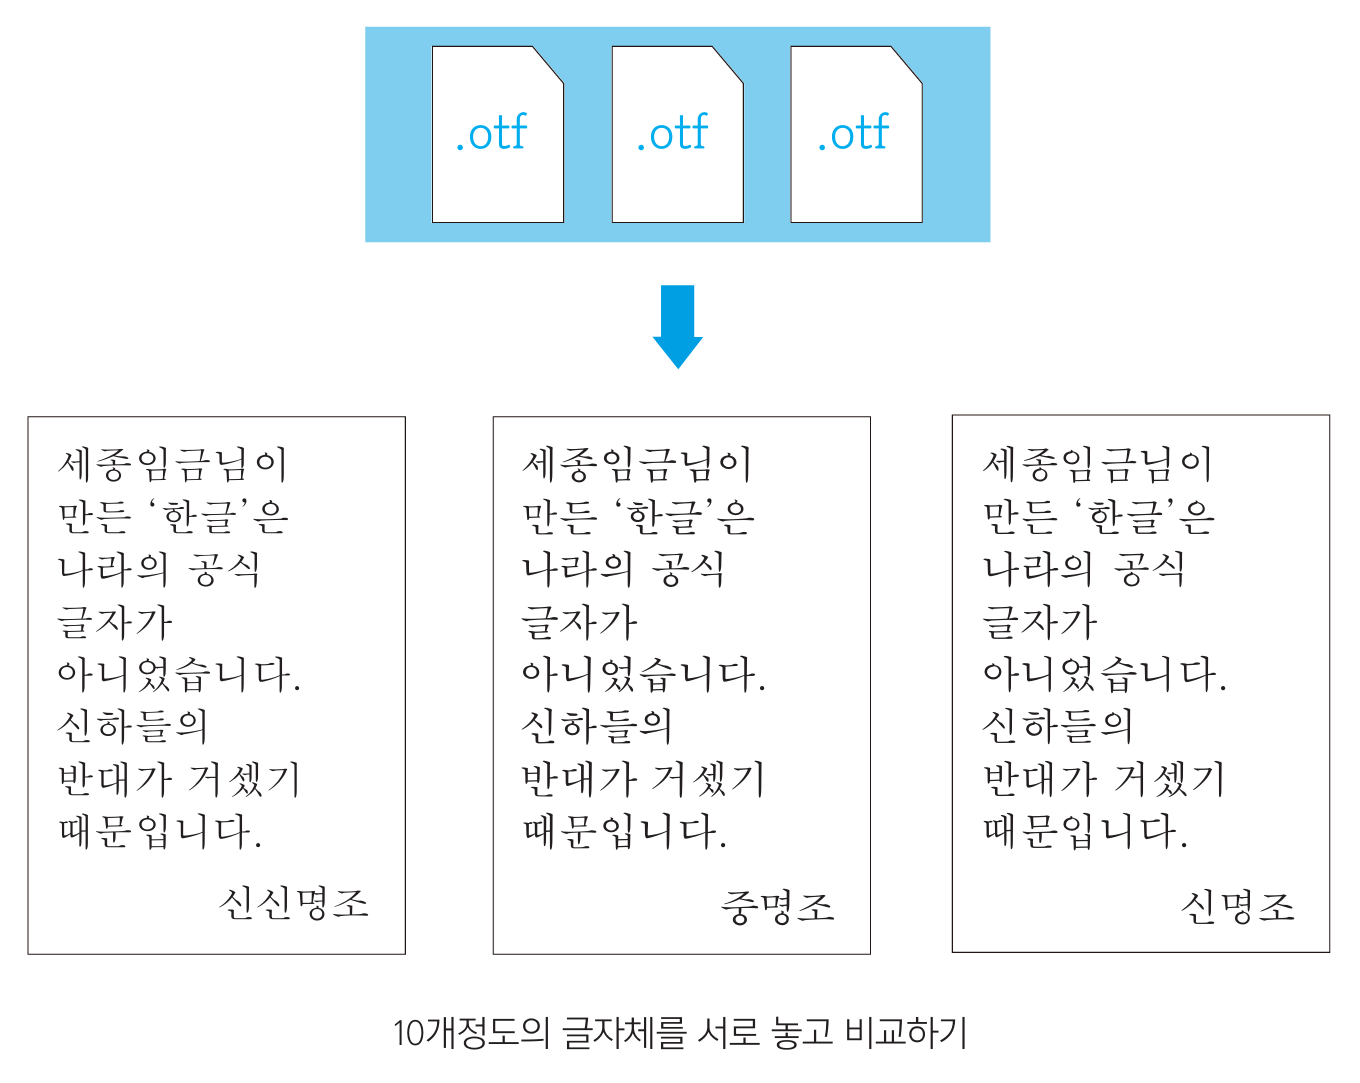 .otf
.otf
.otf
세종임금님이
만든 ‘한글’은
나라의 공식
글자가
아니었습니다.
신하들의
반대가 거셌기
때문입니다.
신신명조
세종임금님이
만든 ‘한글’은
나라의 공식
글자가
아니었습니다.
신하들의
반대가 거셌기
때문입니다.
중명조
세종임금님이
만든 ‘한글’은
나라의 공식
글자가
아니었습니다.
신하들의
반대가 거셌기
때문입니다.
신명조
10개정도의 글자체를 서로 놓고 비교하기